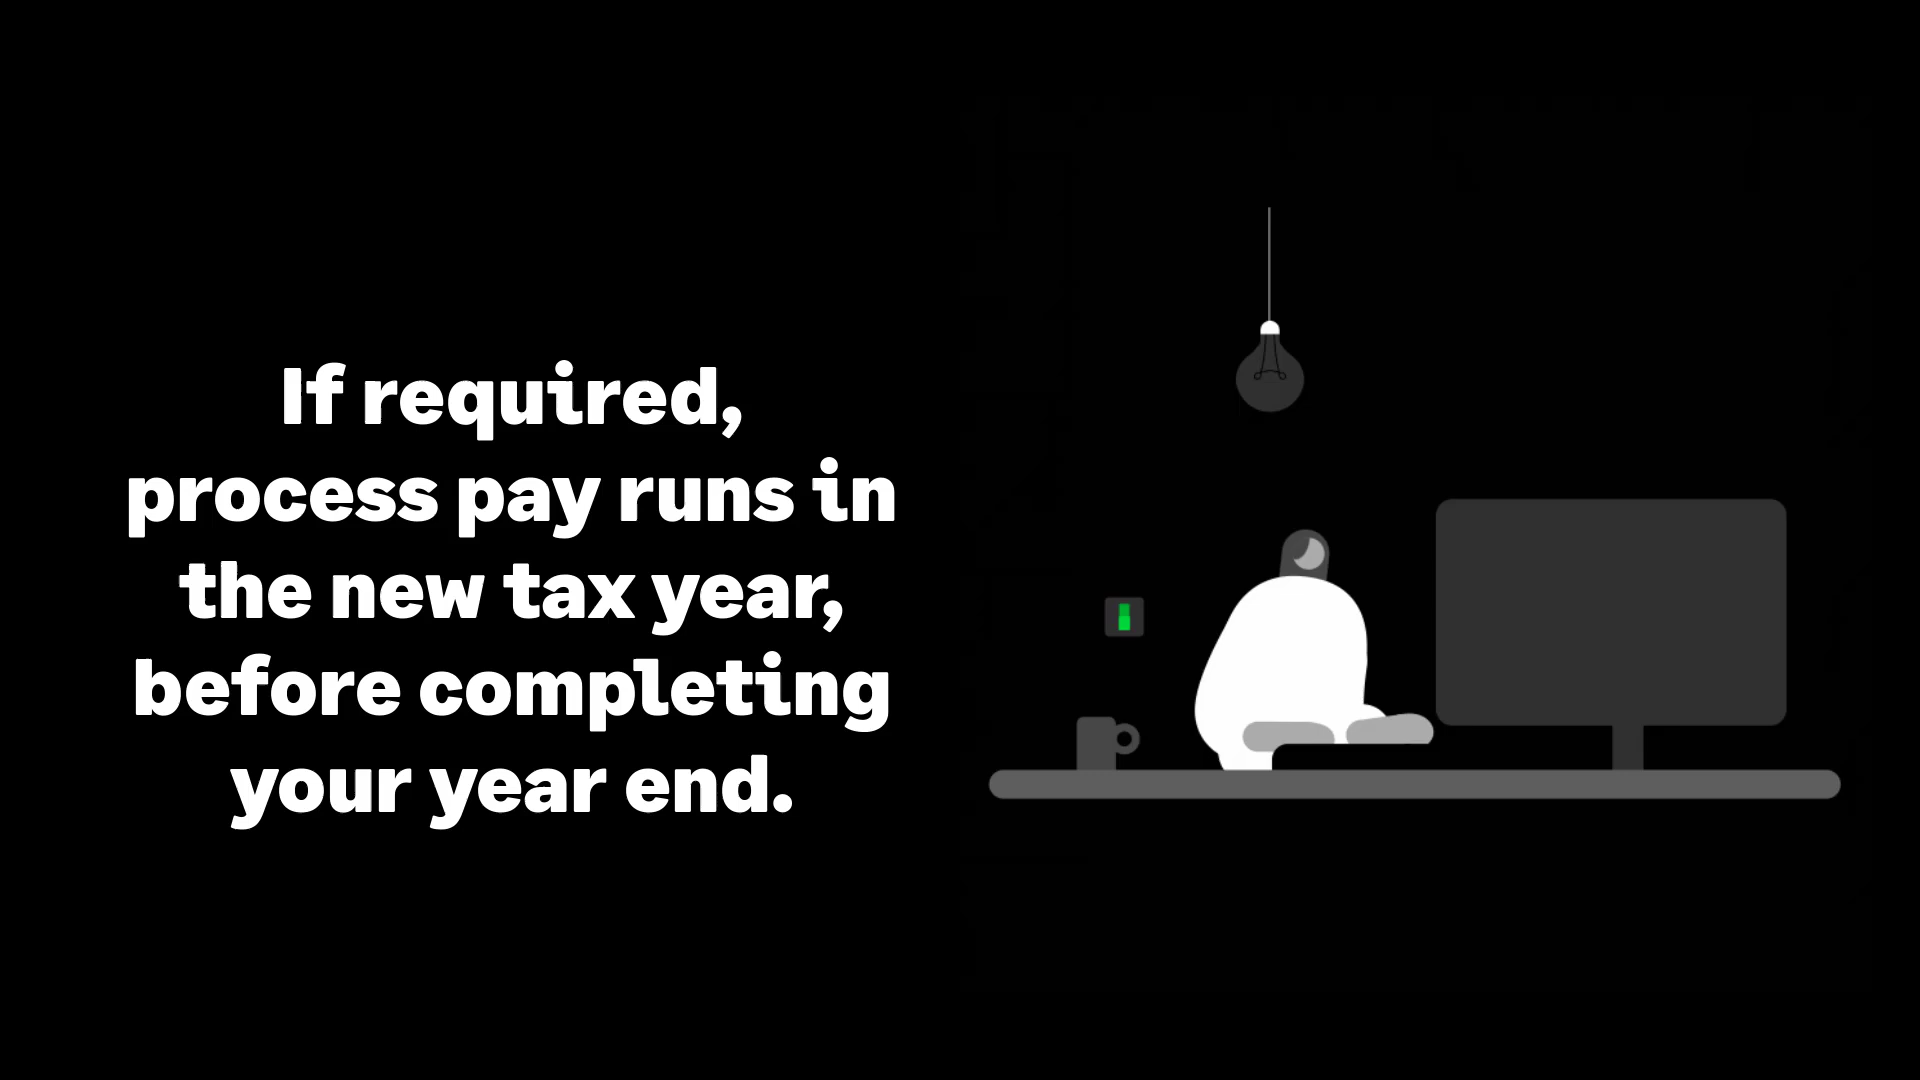 If required,
process pay runs in
the new tax year,
before completing
your year end.